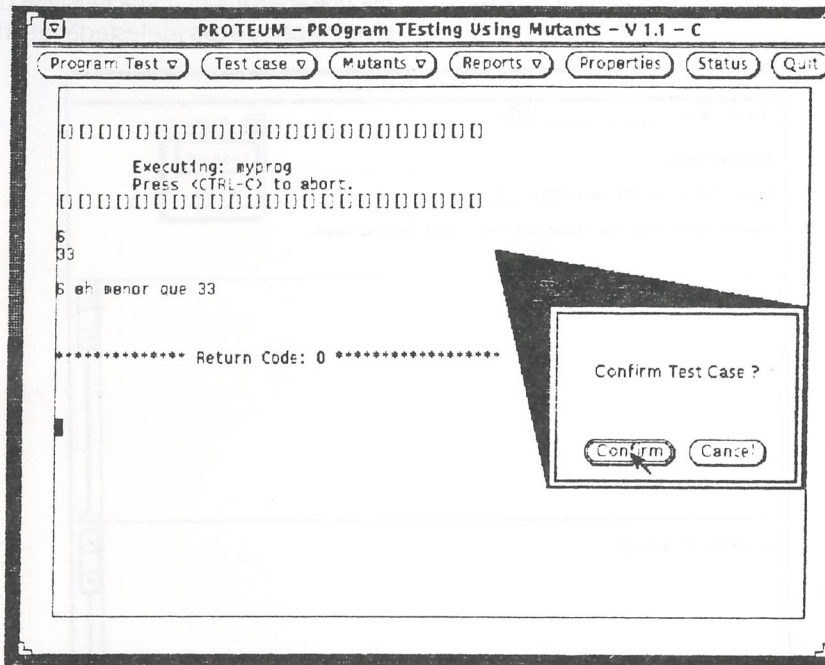 PROTEUM – PROgram TEsting Using Mutants – V 1.1 – C
Program Test Test case Mutants Reports Properties Status Quit
[] [] [] [] [] [] [] [] [] [] [] [] [] [] [] [] [] [] [] [] [] [] []
Executing: myprog
Press <CTRL-C> to abort.
[] [] [] [] [] [] [] [] [] [] [] [] [] [] [] [] [] [] [] [] [] [] []
6
33
6 eh menor que 33
************** Return Code: 0 ******************
Confirm Test Case ?
Confirm Cancel